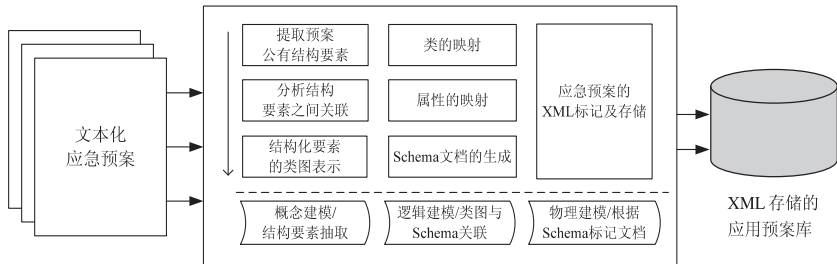 文本化
应急预案
提取预案
公有结构要素
分析结构
要素之间关联
结构化要素
的类图表示
类的映射
属性的映射
Schema文档的生成
应急预案的
XML标记及存储
概念建模/
结构要素抽取
逻辑建模/类图与
Schema关联
物理建模/根据
Schema标记文档
XML 存储的
应用预案库